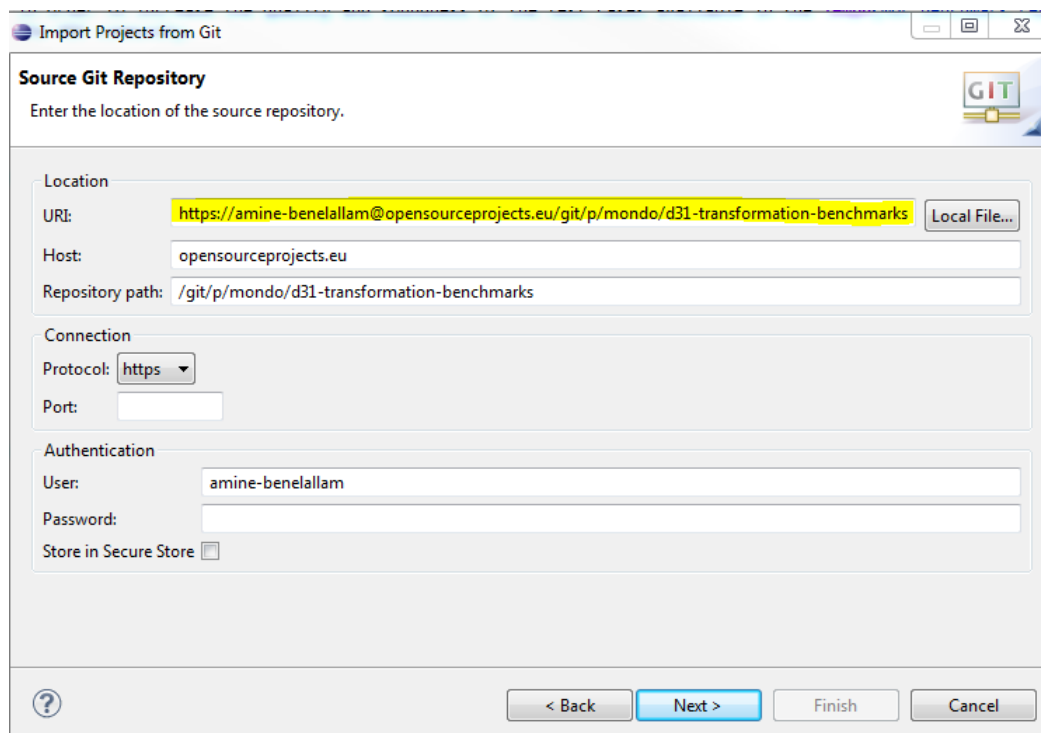 Import Projects from Git
Source Git Repository
Enter the location of the source repository.
GIT
Location
URI: https://amine-benelallam@opensourceprojects.eu/git/p/mondo/d31-transformation-benchmarks Local File...
Host: opensourceprojects.eu
Repository path: /git/p/mondo/d31-transformation-benchmarks
Connection
Protocol: https
Port:
Authentication
User: amine-benelallam
Password:
Store in Secure Store
? < Back Next > Finish Cancel